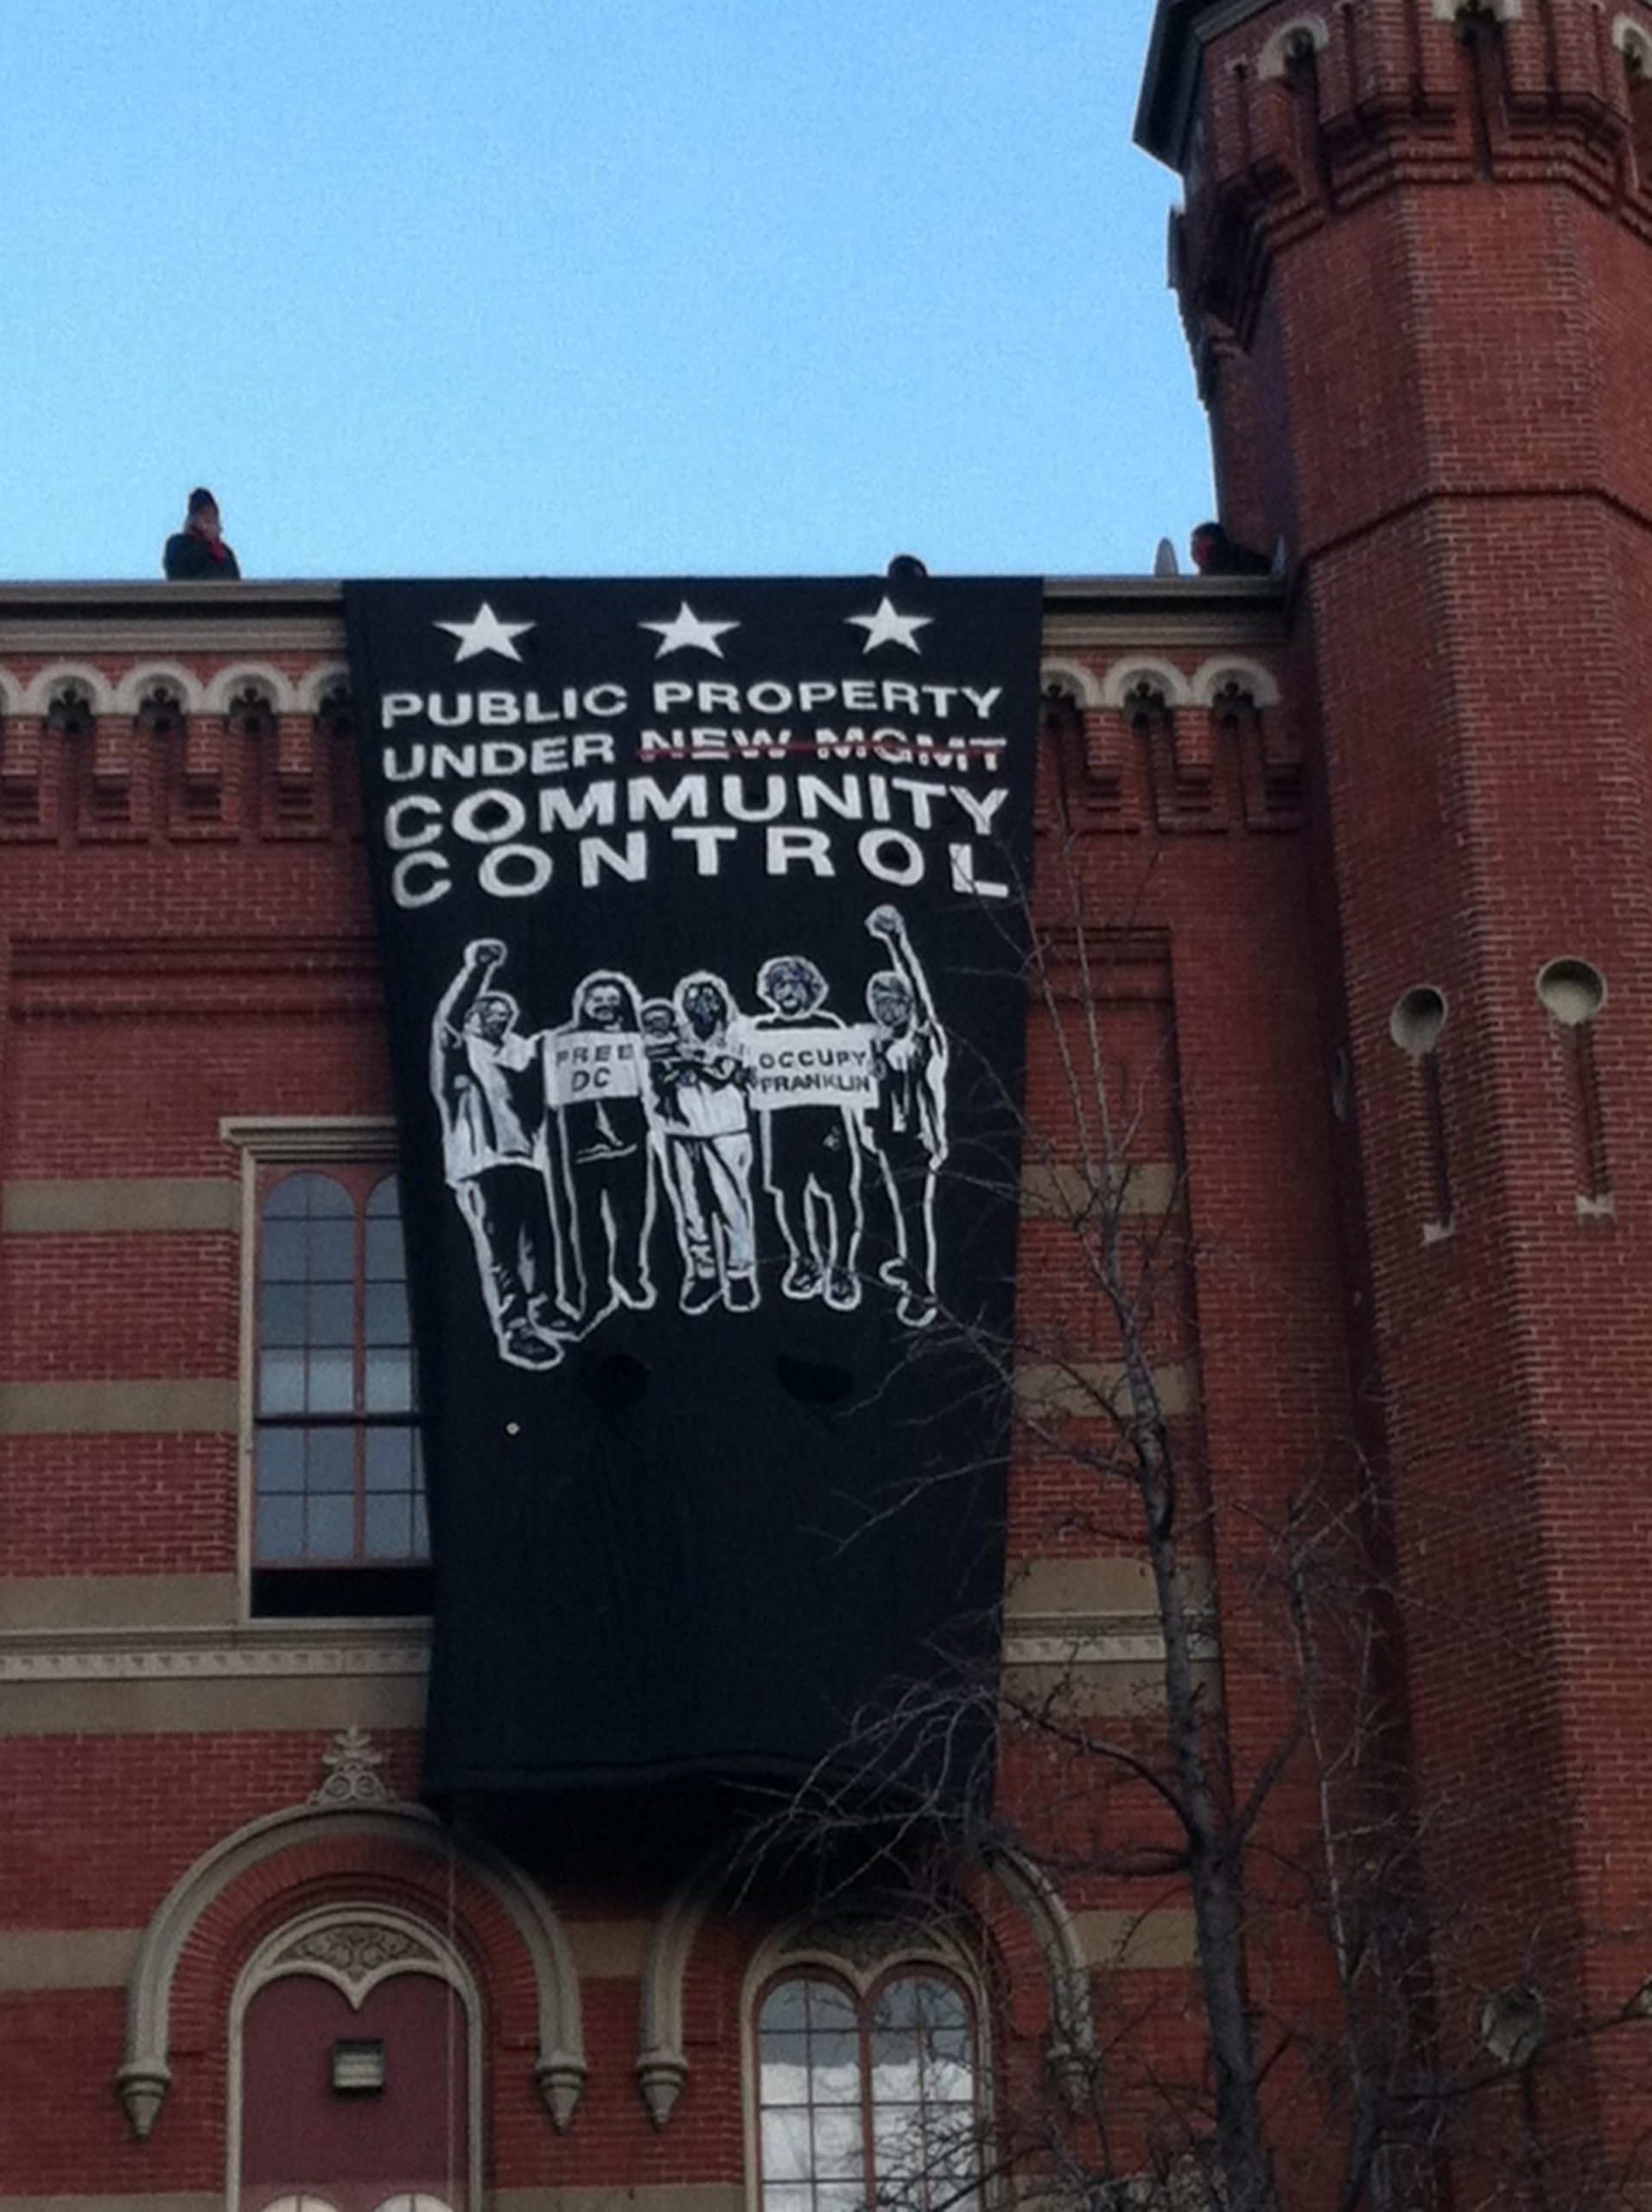 PUBLIC PROPERTY
UNDER NEW MGMT
COMMUNITY
CONTROL
FREE
DC
OCCUPY
FRANKLIN